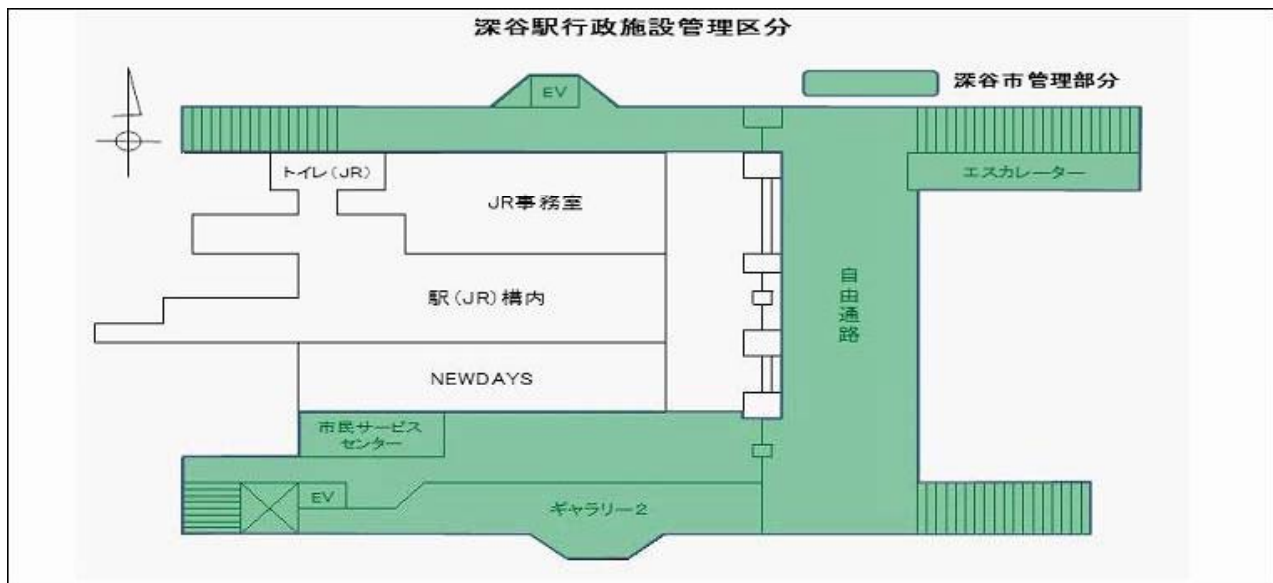 深谷駅行政施設管理区分
深谷市管理部分
EV
トイレ(JR)
エスカレーター
JR事務室
自由通路
駅(JR)構内
NEWDAYS
市民サービス
センター
EV
ギャラリー2